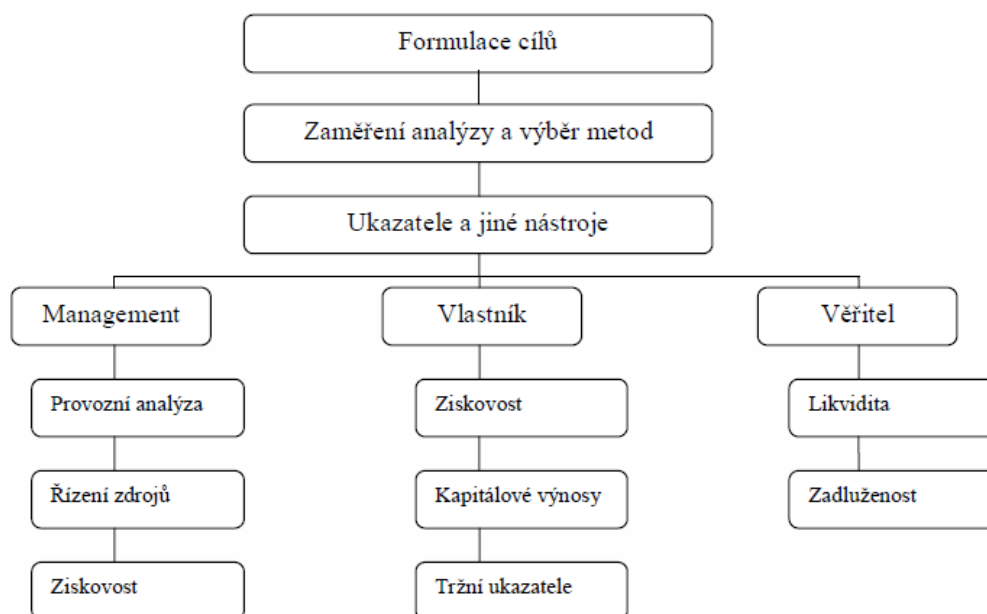 Formulace cílů
Zaměření analýzy a výběr metod
Ukazatele a jiné nástroje
Management
Vlastník
Věřitel
Provozní analýza
Ziskovost
Likvidita
Řízení zdrojů
Kapitálové výnosy
Zadluženost
Ziskovost
Tržní ukazatele